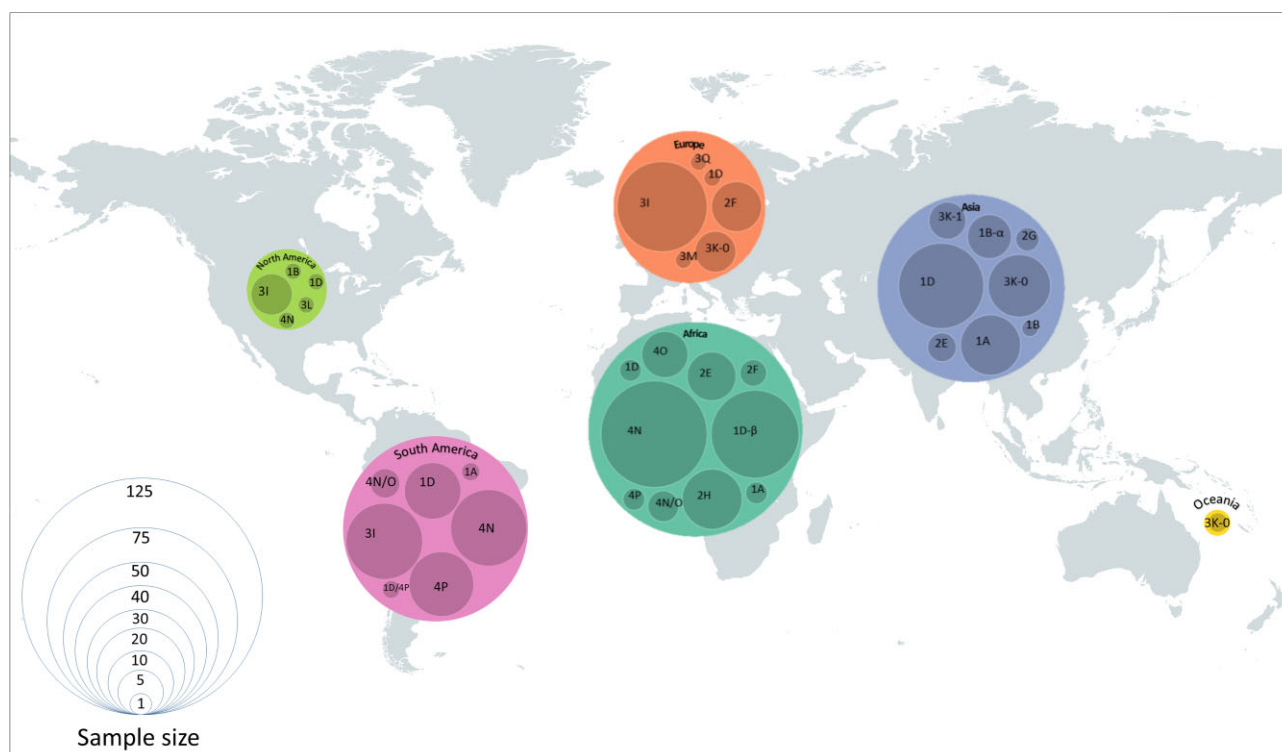 North America
1B
3I
1D
3L
4N
Europe
3Q
1D
3I
2F
3K-0
3M
Asia
3K-1
1B-α
2G
1D
3K-0
1B
2E
1A
Africa
4O
1D
2E
2F
4N
1D-β
4P
4N/O
2H
1A
South America
4N/O
1D
1A
3I
4N
1D/4P
4P
Oceania
3K-0
125
75
50
40
30
20
10
5
1
Sample size